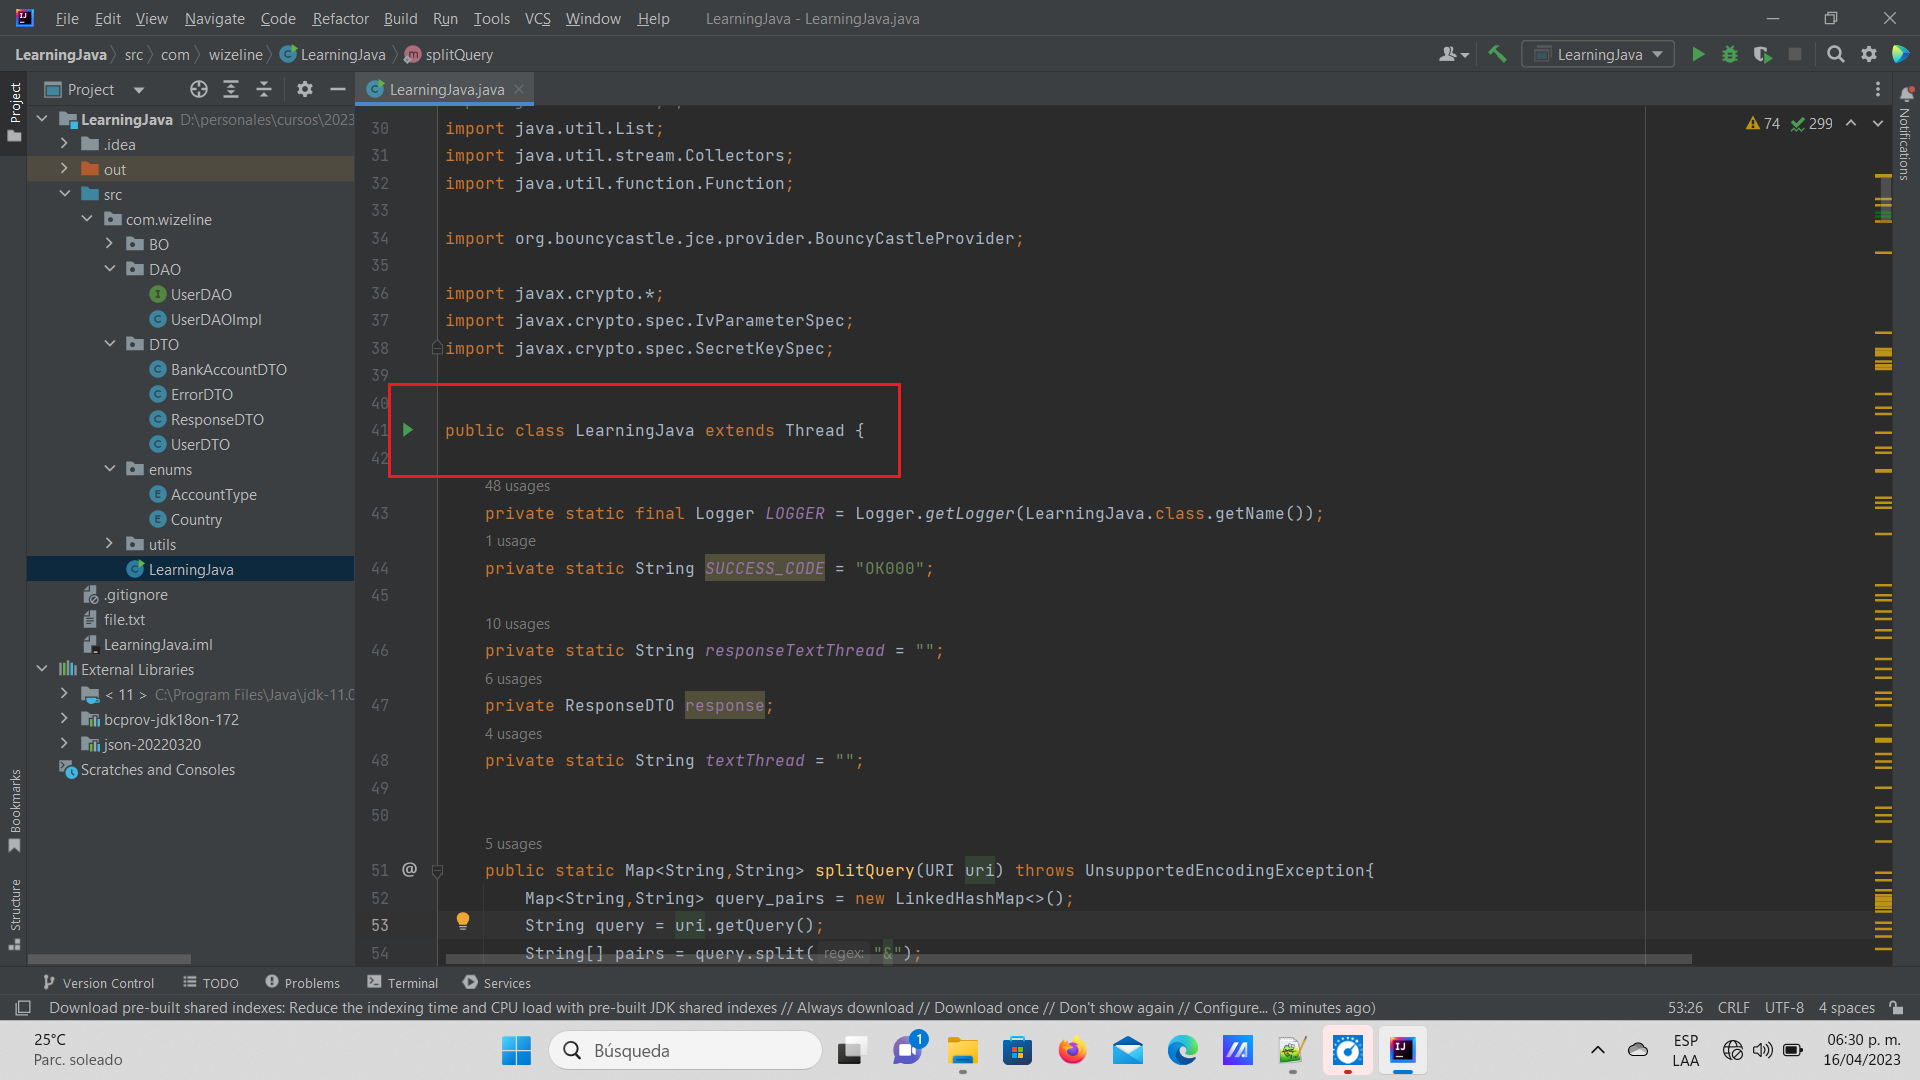 File Edit View Navigate Code Refactor Build Run Tools VCS Window Help LearningJava - LearningJava.java
LearningJava src com wizeline LearningJava splitQuery
LearningJava
Project
LearningJava.java
Project
Notifications
Bookmarks
Structure
LearningJava D:\personales\cursos\2023
.idea
out
src
com.wizeline
BO
DAO
UserDAO
UserDAOImpl
DTO
BankAccountDTO
ErrorDTO
ResponseDTO
UserDTO
enums
AccountType
Country
utils
LearningJava
.gitignore
file.txt
LearningJava.iml
External Libraries
< 11 > C:\Program Files\Java\jdk-11.0
bcprov-jdk18on-172
json-20220320
Scratches and Consoles
74 299
30 import java.util.List;
31 import java.util.stream.Collectors;
32 import java.util.function.Function;
33
34 import org.bouncycastle.jce.provider.BouncyCastleProvider;
35
36 import javax.crypto.*;
37 import javax.crypto.spec.IvParameterSpec;
38 import javax.crypto.spec.SecretKeySpec;
39
40
41 public class LearningJava extends Thread {
42
48 usages
43 private static final Logger LOGGER = Logger.getLogger(LearningJava.class.getName());
1 usage
44 private static String SUCCESS_CODE = "OK000";
45
10 usages
46 private static String responseTextThread = "";
6 usages
47 private ResponseDTO response;
4 usages
48 private static String textThread = "";
49
50
5 usages
51 @ public static Map<String,String> splitQuery(URI uri) throws UnsupportedEncodingException{
52 Map<String,String> query_pairs = new LinkedHashMap<>();
53 String query = uri.getQuery();
54 String[] pairs = query.split( regex: "&");
Version Control TODO Problems Terminal Services
Download pre-built shared indexes: Reduce the indexing time and CPU load with pre-built JDK shared indexes // Always download // Download once // Don't show again // Configure... (3 minutes ago)
53:26 CRLF UTF-8 4 spaces
25°C
Parc. soleado
Búsqueda
1
ESP
LAA
06:30 p. m.
16/04/2023